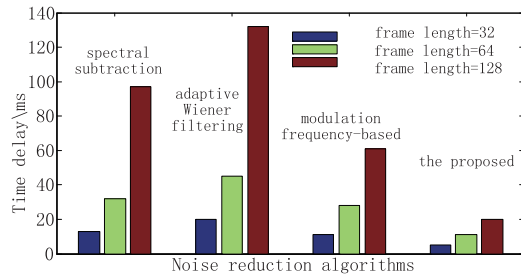 140
120
100
80
60
40
20
0
Time delay\ms
spectral
subtraction
adaptive
Wiener
filtering
modulation
frequency-based
the proposed
frame length=32
frame length=64
frame length=128
Noise reduction algorithms